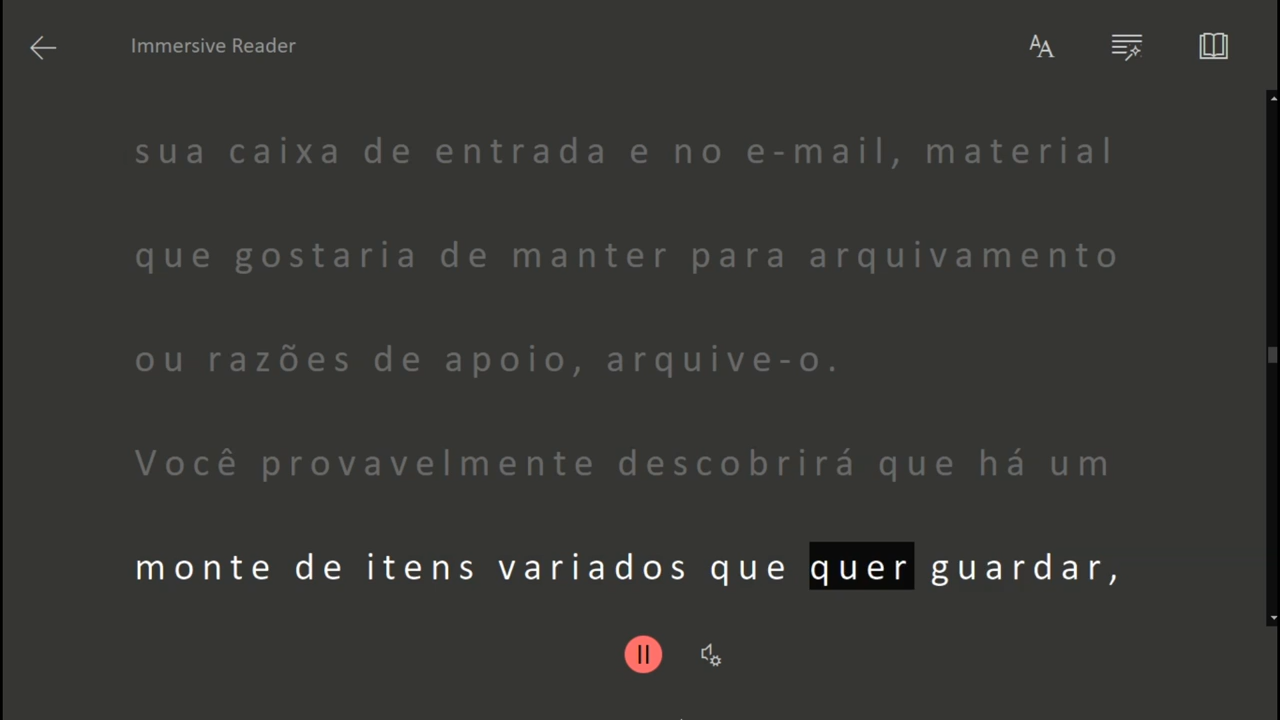 Immersive Reader
sua caixa de entrada e no e-mail, material
que gostaria de manter para arquivamento
ou razões de apoio, arquive-o.
Você provavelmente descobrirá que há um
monte de itens variados que quer guardar,